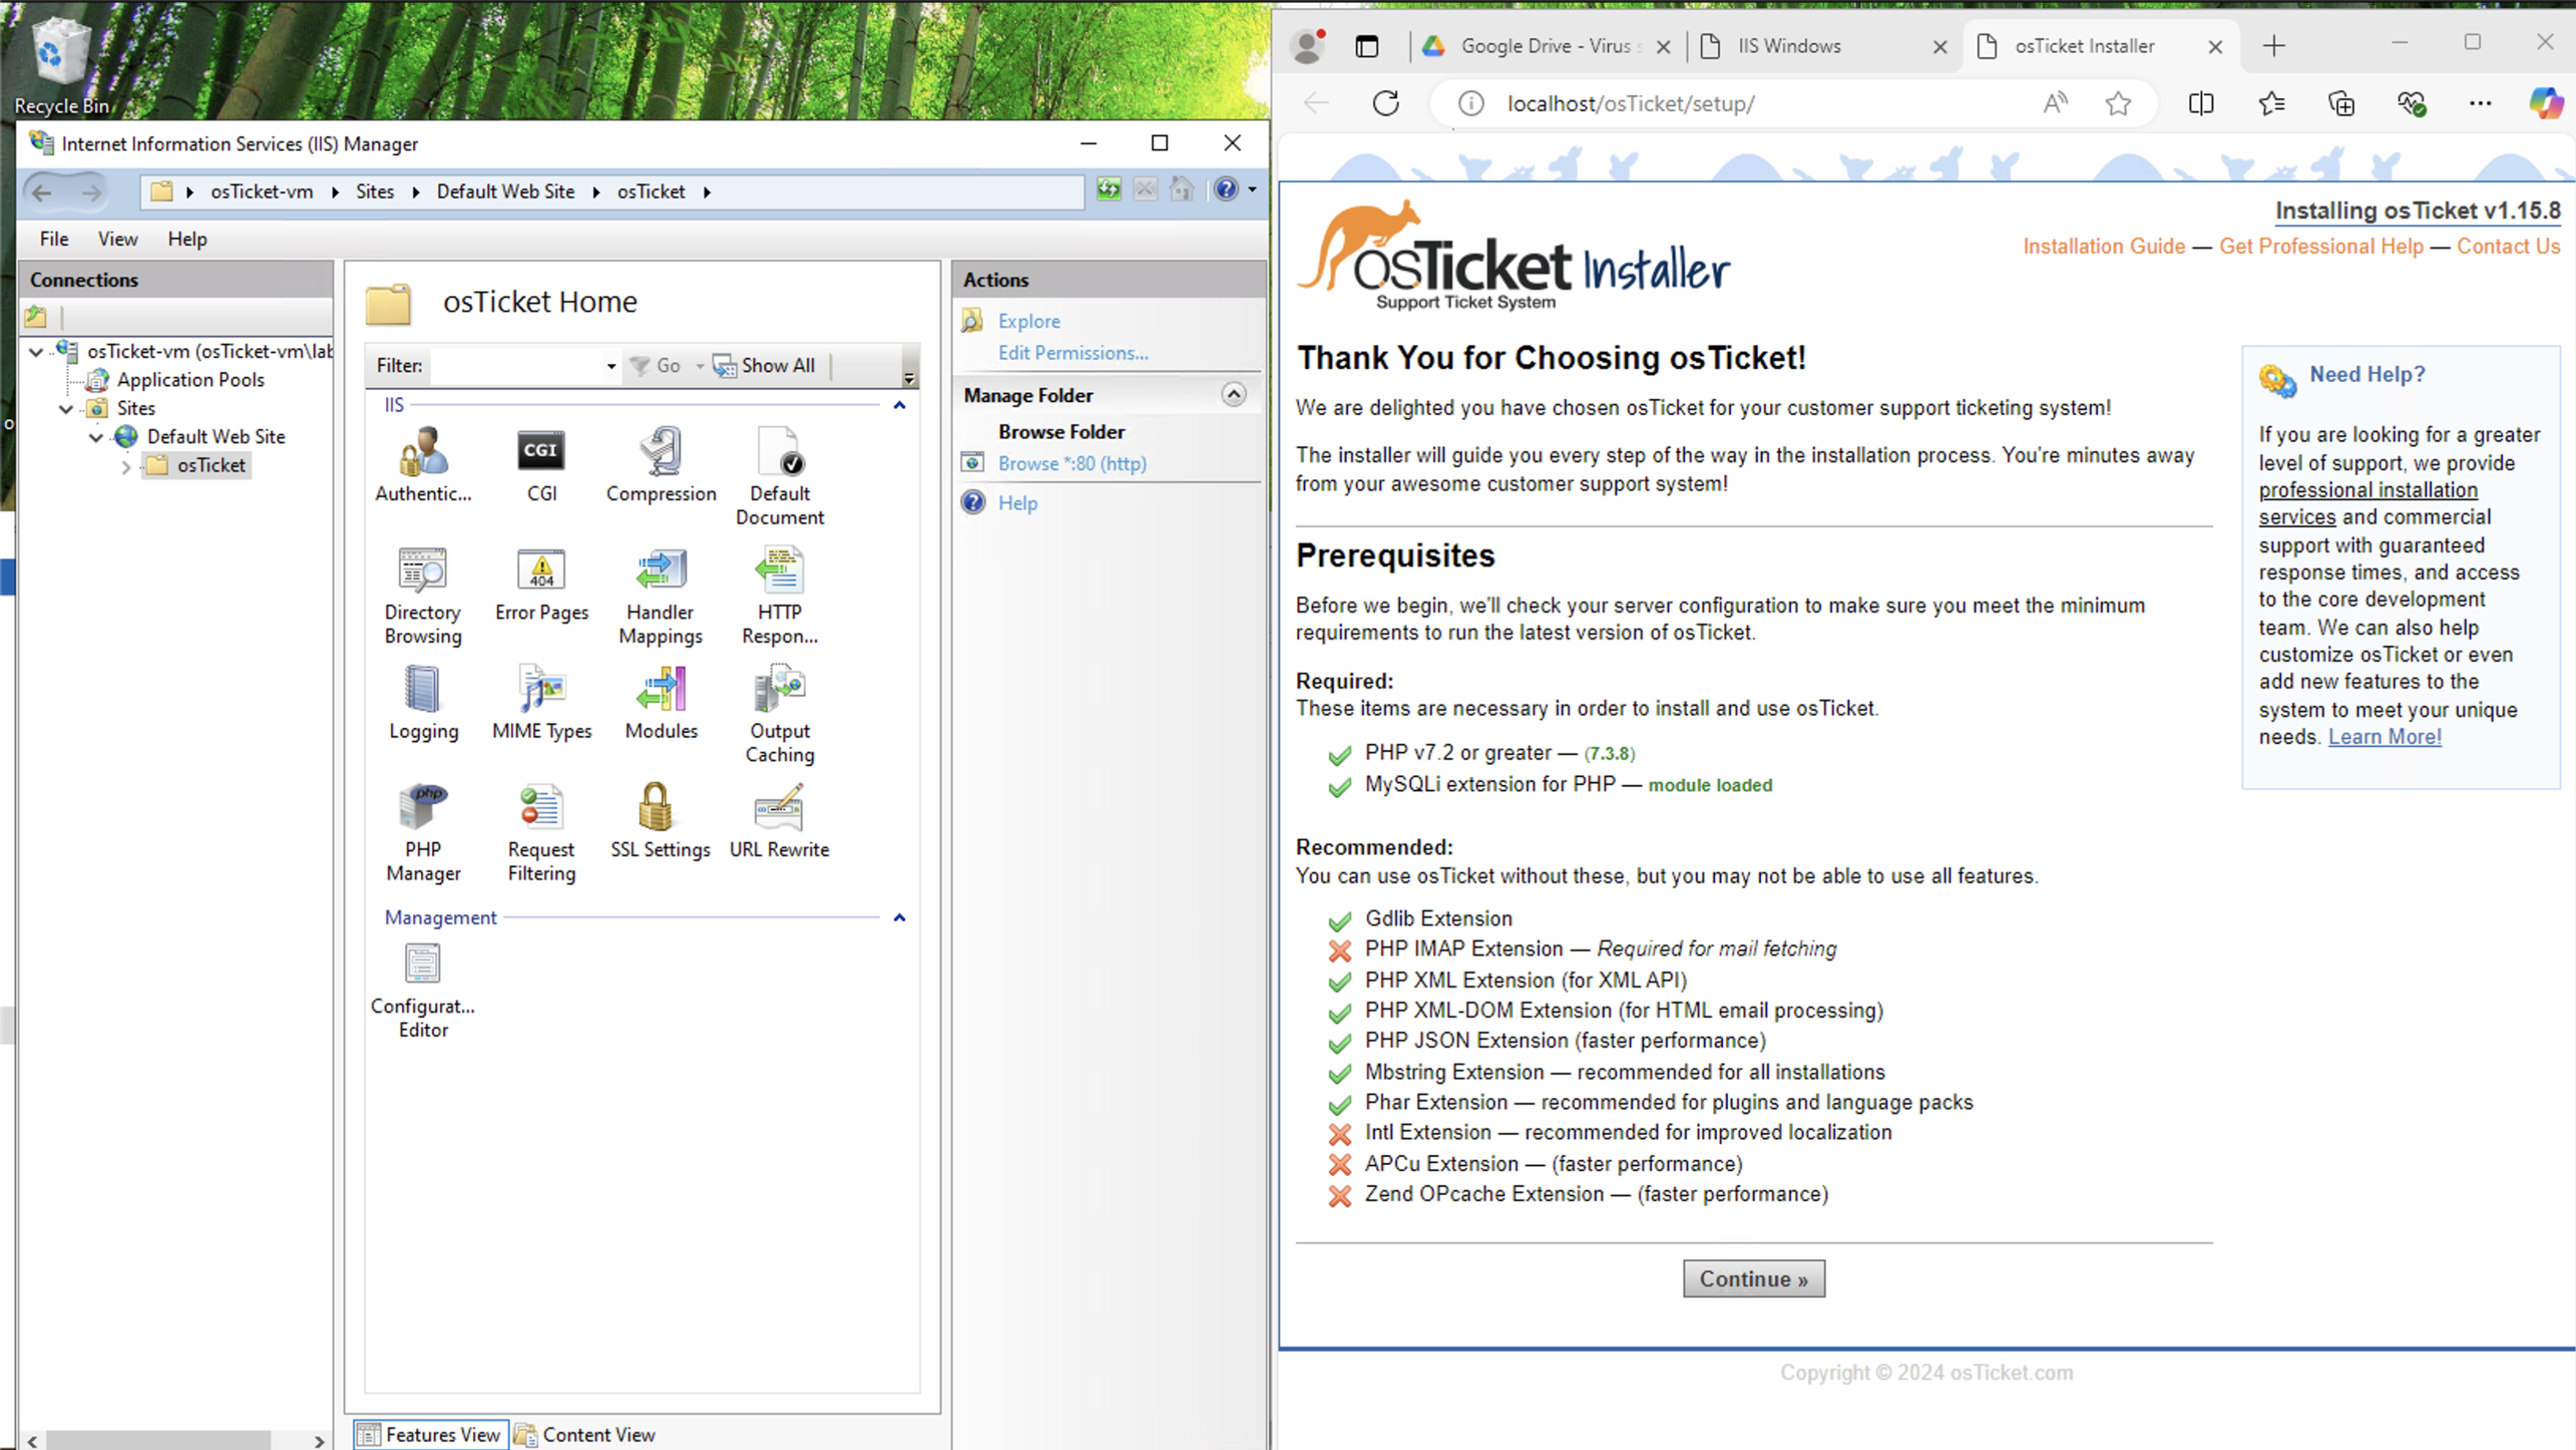 Recycle Bin
Internet Information Services (IIS) Manager
osTicket-vm
Sites
Default Web Site
osTicket
File
View
Help
Connections
osTicket-vm (osTicket-vm\lab
Application Pools
Sites
Default Web Site
osTicket
osTicket Home
Filter:
Go
Show All
IIS
Authentic...
CGI
CGI
Compression
Default
Document
Directory
Browsing
404
Error Pages
Handler
Mappings
HTTP
Respon...
Logging
MIME Types
Modules
Output
Caching
php
PHP
Manager
Request
Filtering
SSL Settings
URL Rewrite
Management
Configurat...
Editor
Features View
Content View
Actions
Explore
Edit Permissions...
Manage Folder
Browse Folder
Browse *:80 (http)
Help
Google Drive - Virus s
IIS Windows
osTicket Installer
localhost/osTicket/setup/
osTicket Installer
Support Ticket System
Installing osTicket v1.15.8
Installation Guide — Get Professional Help — Contact Us
Thank You for Choosing osTicket!
We are delighted you have chosen osTicket for your customer support ticketing system!
The installer will guide you every step of the way in the installation process. You're minutes away
from your awesome customer support system!
Prerequisites
Before we begin, we'll check your server configuration to make sure you meet the minimum
requirements to run the latest version of osTicket.
Required:
These items are necessary in order to install and use osTicket.
PHP v7.2 or greater — (7.3.8)
MySQLi extension for PHP — module loaded
Recommended:
You can use osTicket without these, but you may not be able to use all features.
Gdlib Extension
PHP IMAP Extension — Required for mail fetching
PHP XML Extension (for XML API)
PHP XML-DOM Extension (for HTML email processing)
PHP JSON Extension (faster performance)
Mbstring Extension — recommended for all installations
Phar Extension — recommended for plugins and language packs
Intl Extension — recommended for improved localization
APCu Extension — (faster performance)
Zend OPcache Extension — (faster performance)
Continue »
Need Help?
If you are looking for a greater
level of support, we provide
professional installation
services and commercial
support with guaranteed
response times, and access
to the core development
team. We can also help
customize osTicket or even
add new features to the
system to meet your unique
needs. Learn More!
Copyright © 2024 osTicket.com